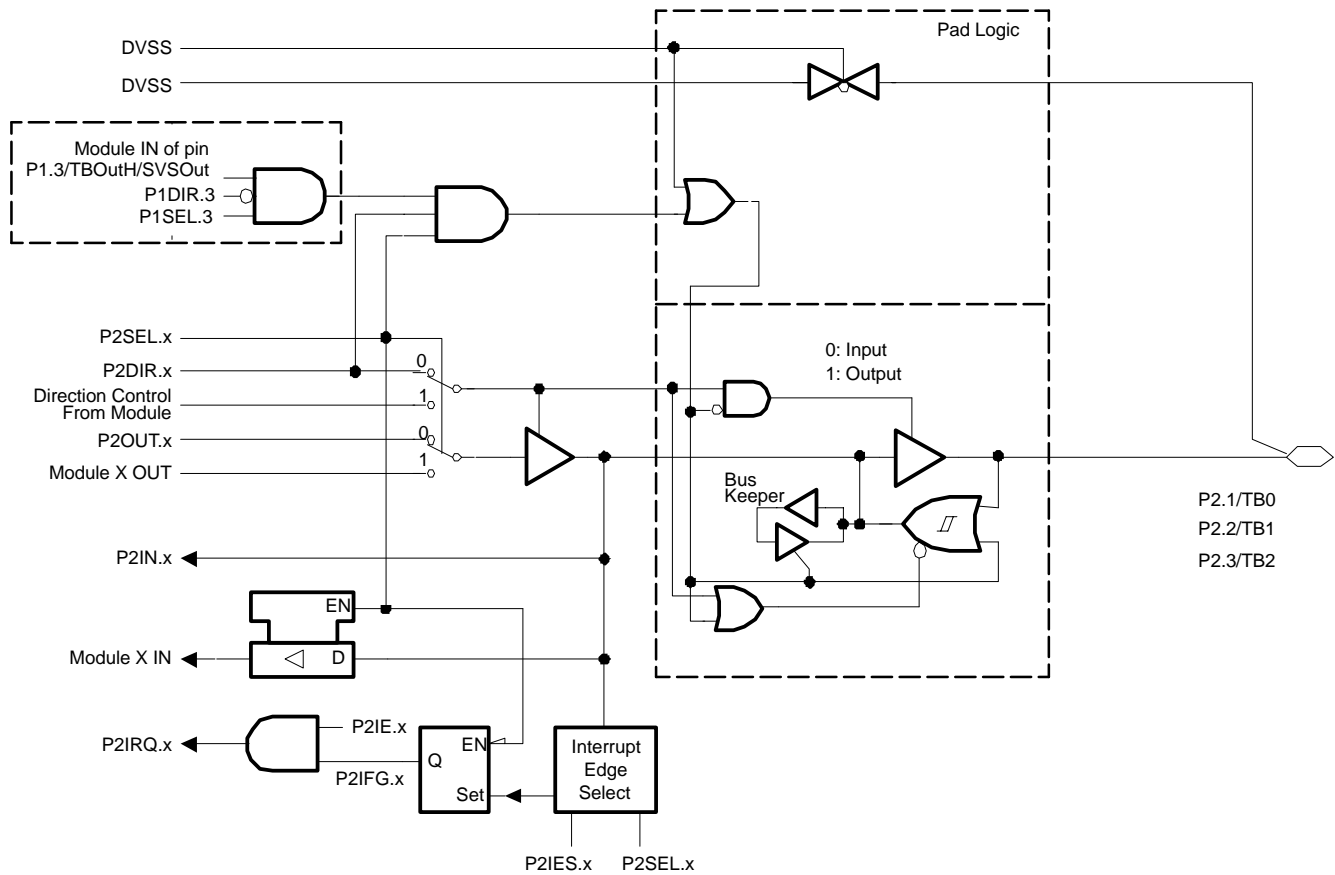 Pad Logic
DVSS
DVSS
Module IN of pin
P1.3/TBOutH/SVSOut
P1DIR.3
P1SEL.3
P2SEL.x
P2DIR.x
0
Direction Control
From Module
1
P2OUT.x
0
Module X OUT
1
0: Input
1: Output
Bus
Keeper
P2.1/TB0
P2.2/TB1
P2.3/TB2
P2IN.x
EN
Module X IN
D
P2IE.x
P2IRQ.x
P2IFG.x
EN
Q
Set
Interrupt
Edge
Select
P2IES.x
P2SEL.x